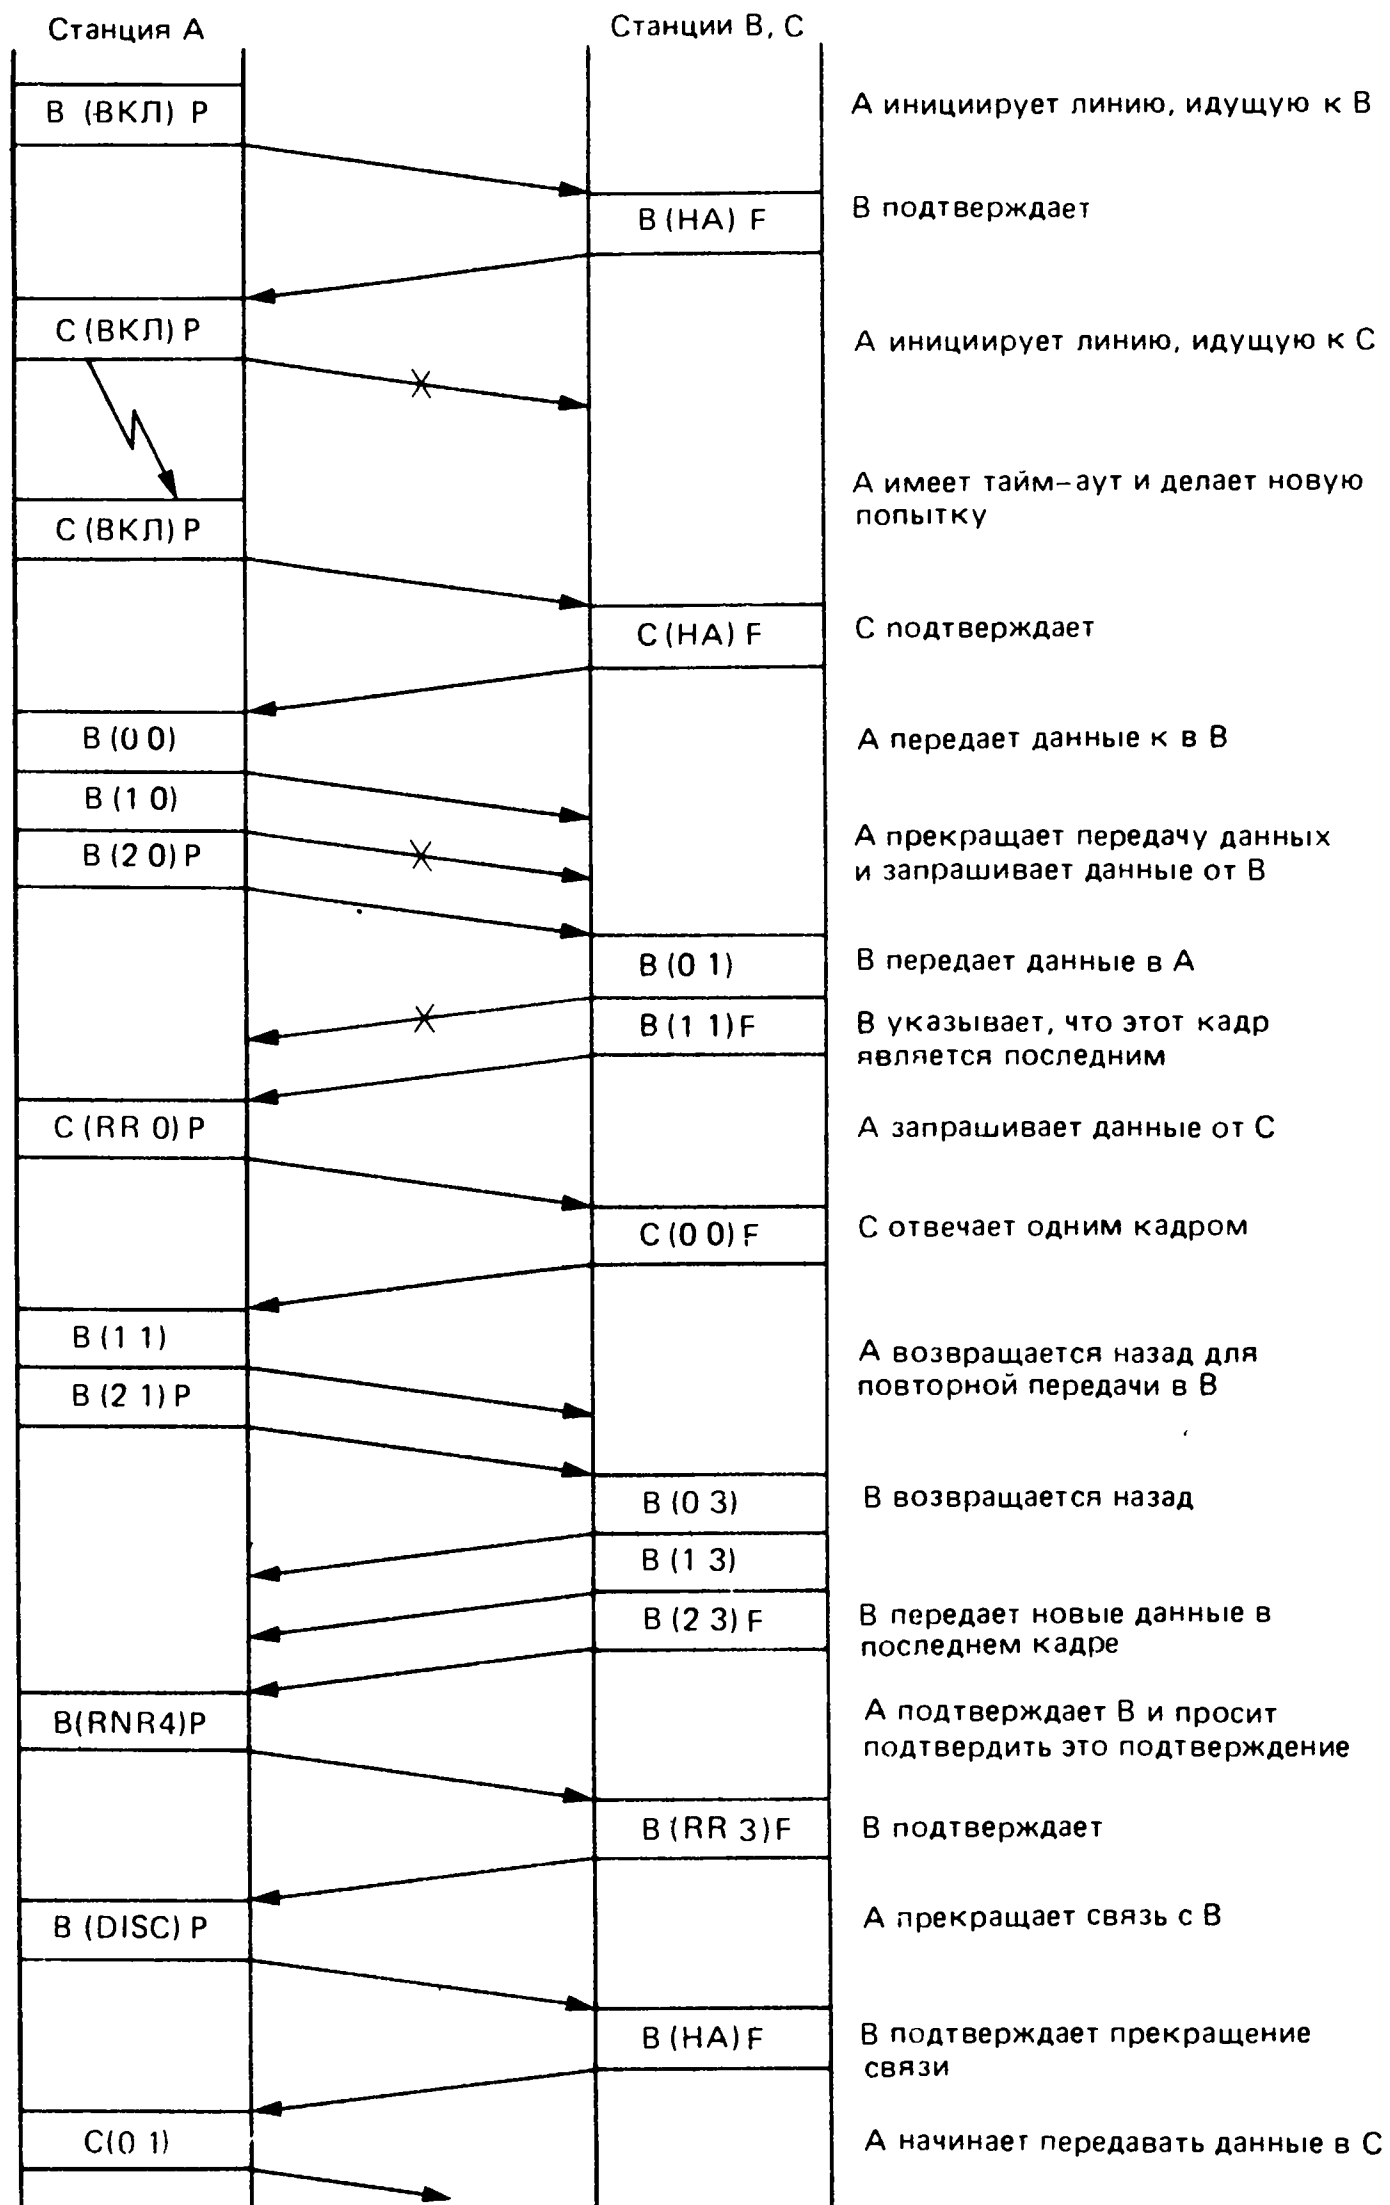 Станция А
Станции В, С
В (ВКЛ) Р
А инициирует линию, идущую к В
В (НА) F
В подтверждает
С (ВКЛ) Р
А инициирует линию, идущую к С
А имеет тайм-аут и делает новую
попытку
С (ВКЛ) Р
С (НА) F
С подтверждает
В (0 0)
А передает данные к в В
В (1 0)
В (2 0) Р
А прекращает передачу данных
и запрашивает данные от В
В (0 1)
В передает данные в А
В (1 1) F
В указывает, что этот кадр
является последним
С (RR 0) Р
А запрашивает данные от С
С (0 0) F
С отвечает одним кадром
В (1 1)
А возвращается назад для
повторной передачи в В
В (2 1) Р
В (0 3)
В возвращается назад
В (1 3)
В (2 3) F
В передает новые данные в
последнем кадре
В(RNR4)Р
А подтверждает В и просит
подтвердить это подтверждение
В (RR 3) F
В подтверждает
В (DISC) Р
А прекращает связь с В
В (НА) F
В подтверждает прекращение
связи
С(0 1)
А начинает передавать данные в С